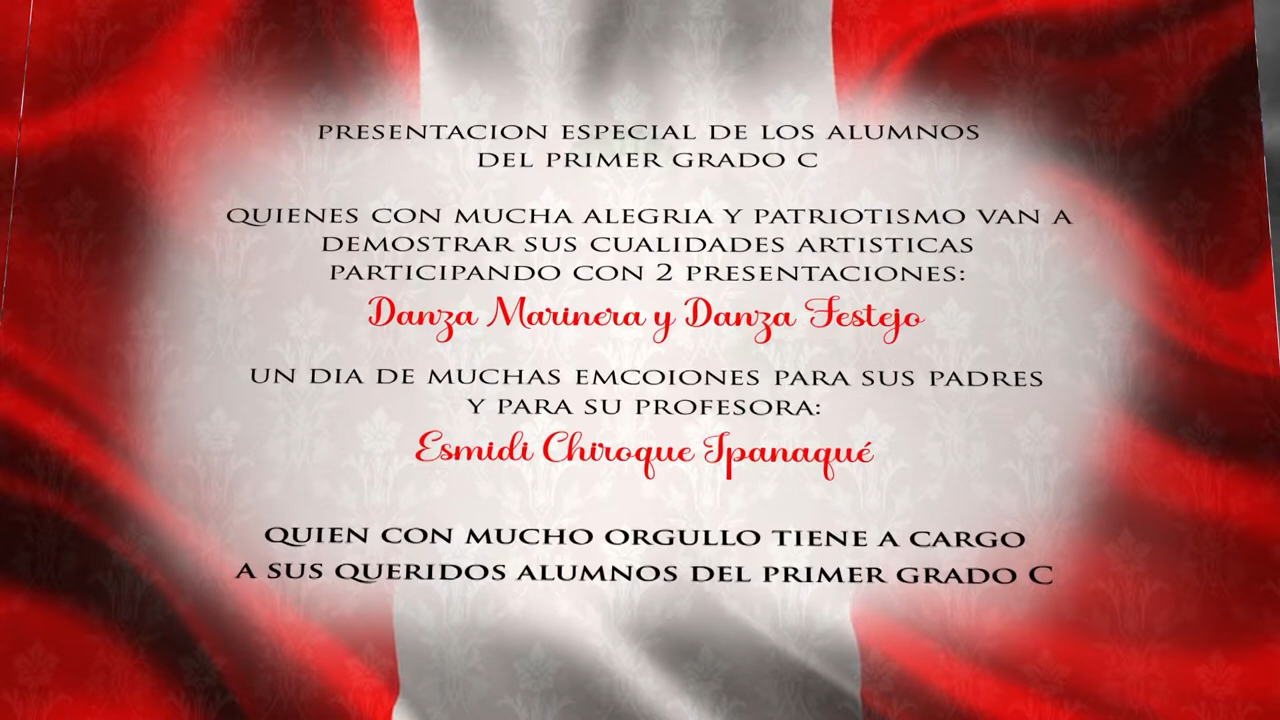 PRESENTACION ESPECIAL DE LOS ALUMNOS
DEL PRIMER GRADO C
QUIENES CON MUCHA ALEGRIA Y PATRIOTISMO VAN A
DEMOSTRAR SUS CUALIDADES ARTISTICAS
PARTICIPANDO CON 2 PRESENTACIONES:
Danza Marinera y Danza Festejo
UN DIA DE MUCHAS EMCOIONES PARA SUS PADRES
Y PARA SU PROFESORA:
Esmidi Chiroque Ipanaqué
QUIEN CON MUCHO ORGULLO TIENE A CARGO
A SUS QUERIDOS ALUMNOS DEL PRIMER GRADO C